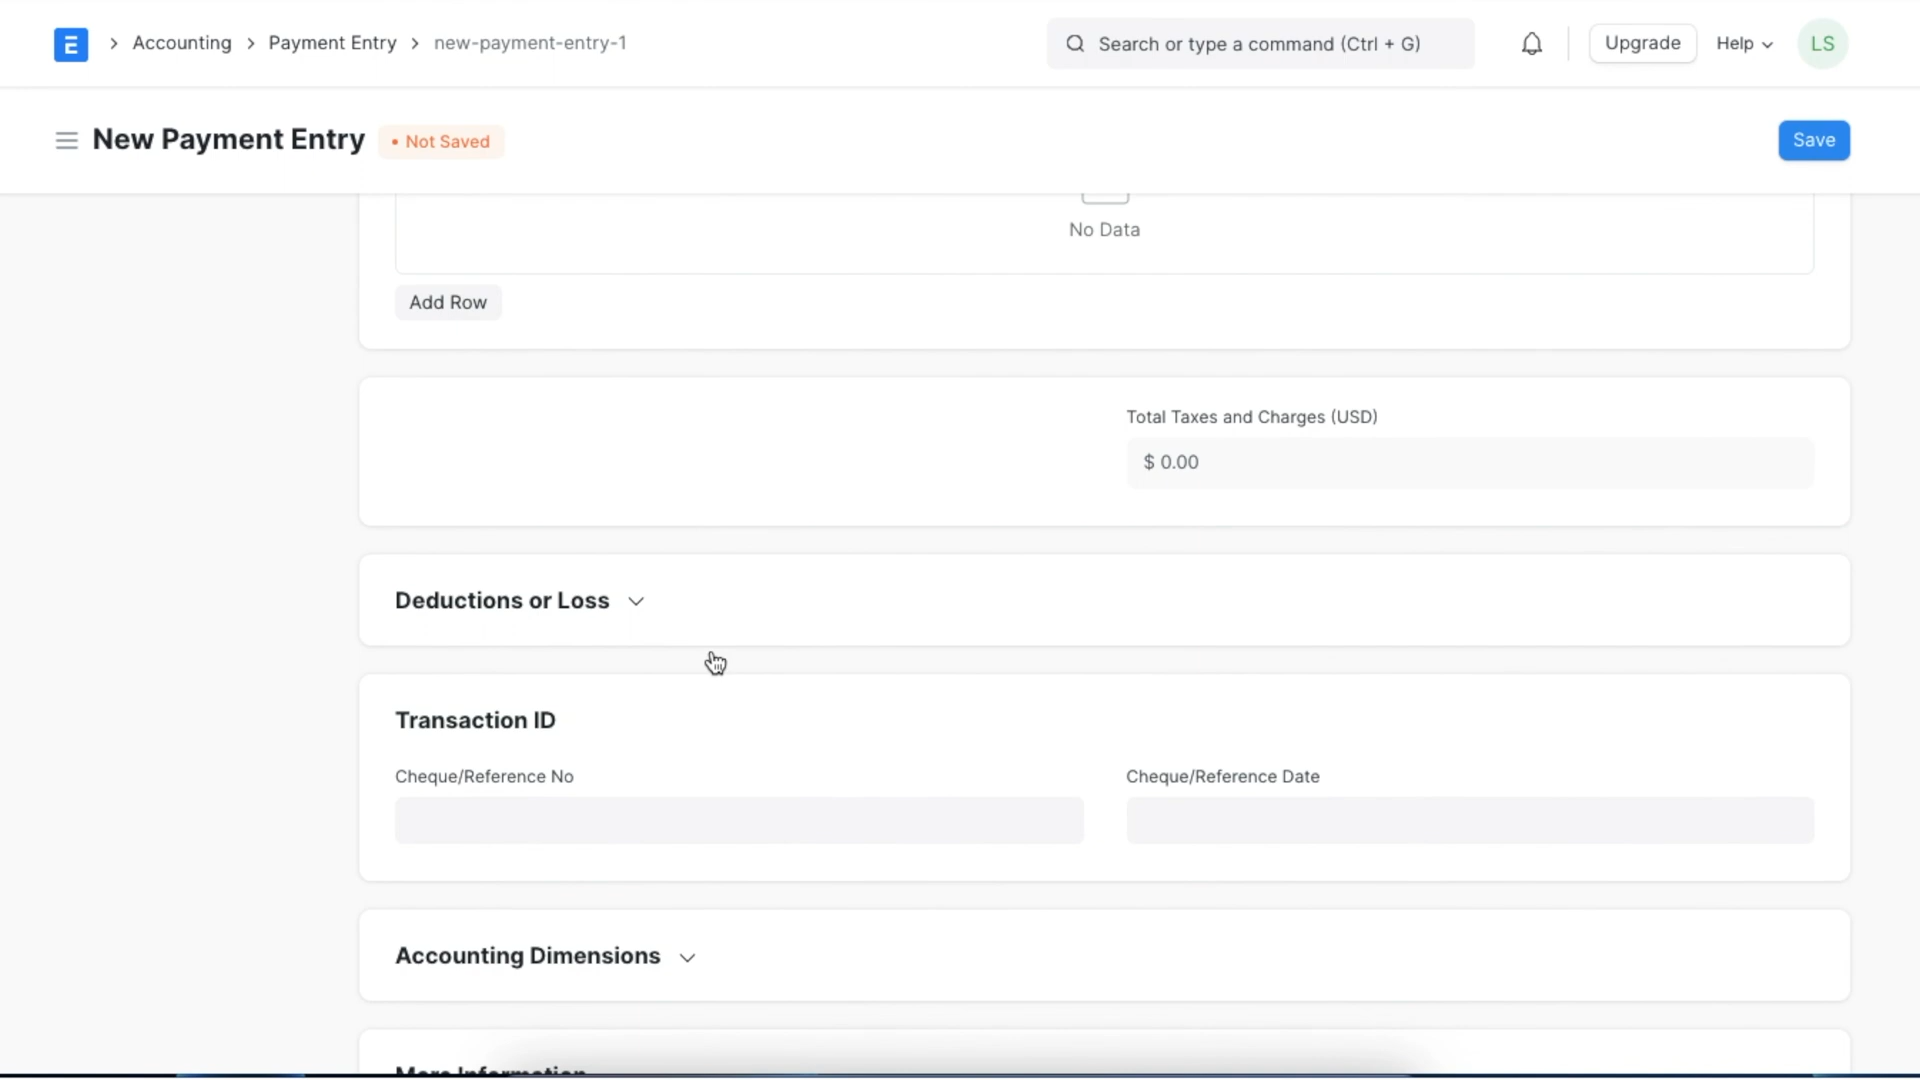 E
Accounting
Payment Entry
new-payment-entry-1
Search or type a command (Ctrl + G)
Upgrade
Help
LS
New Payment Entry
• Not Saved
Save
No Data
Add Row
Total Taxes and Charges (USD)
$ 0.00
Deductions or Loss
Transaction ID
Cheque/Reference No
Cheque/Reference Date
Accounting Dimensions
More Information